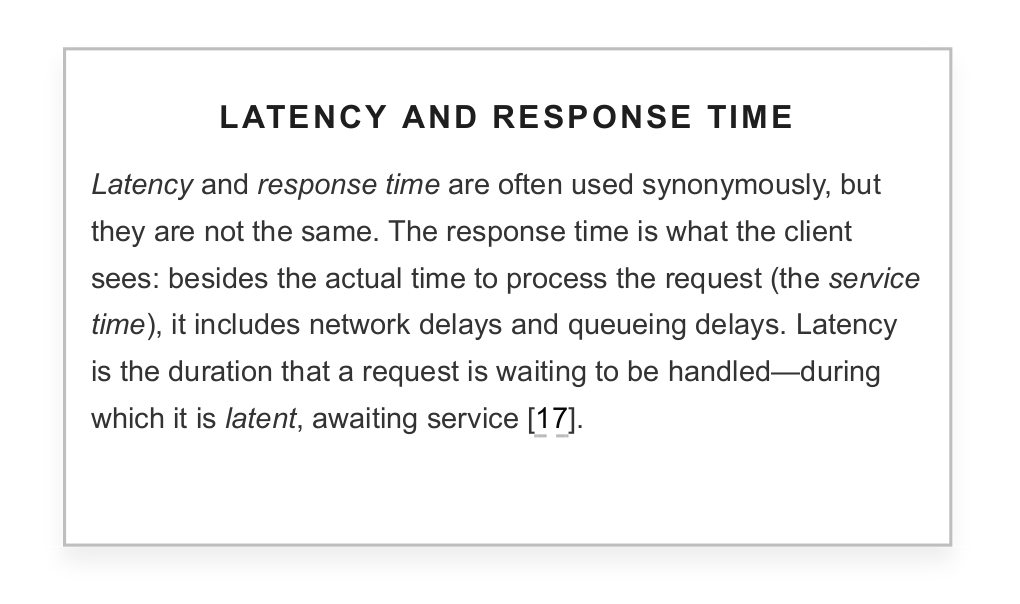 LATENCY AND RESPONSE TIME
Latency and response time are often used synonymously, but
they are not the same. The response time is what the client
sees: besides the actual time to process the request (the service
time), it includes network delays and queueing delays. Latency
is the duration that a request is waiting to be handled—during
which it is latent, awaiting service [17].